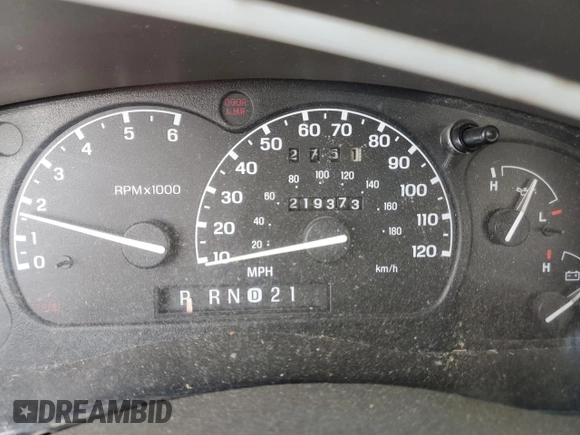 DOOR
AJAR
0 1 2 3 4 5 6
RPMx1000
10 20 30 40 50 60 70 80 90 100 110 120
2751
20 40 60 80 100 120 140 160 180
219373
MPH
km/h
P R N D 2 1
H
L
H
DREAMBID